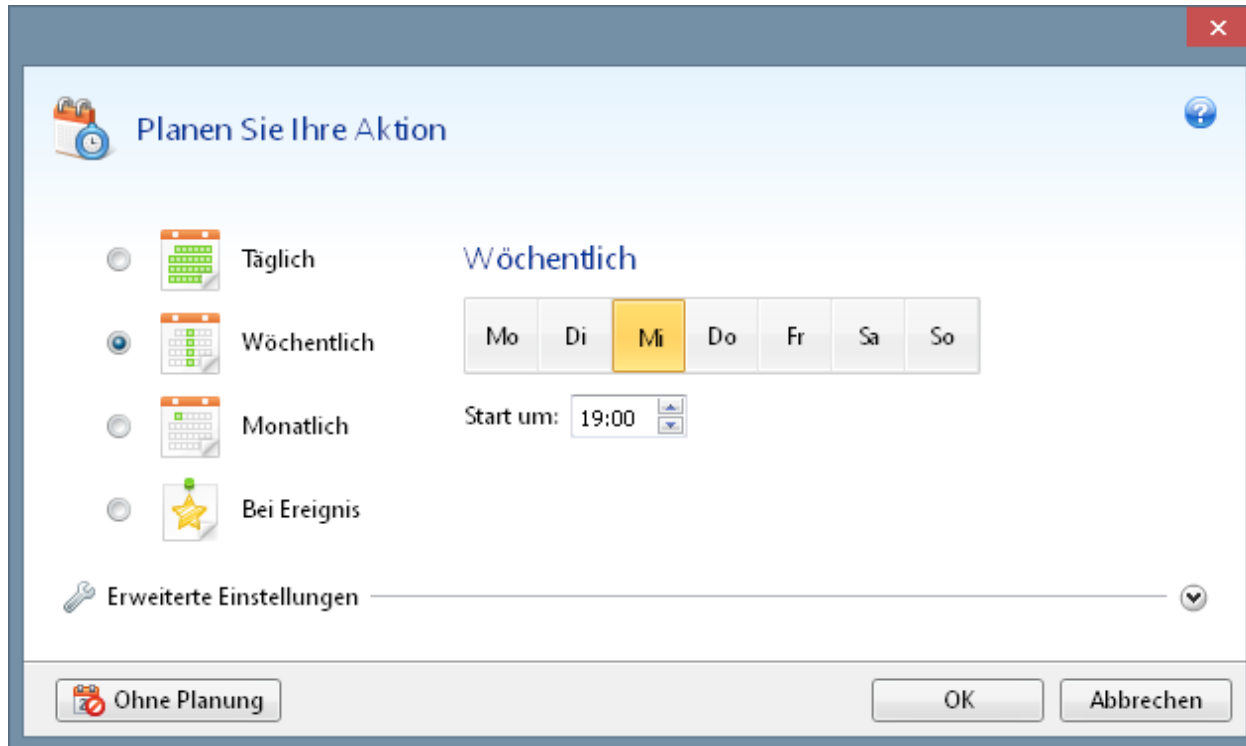 Planen Sie Ihre Aktion
Täglich
Wöchentlich
Monatlich
Bei Ereignis
Wöchentlich
Mo Di Mi Do Fr Sa So
Start um: 19:00
Erweiterte Einstellungen
Ohne Planung OK Abbrechen